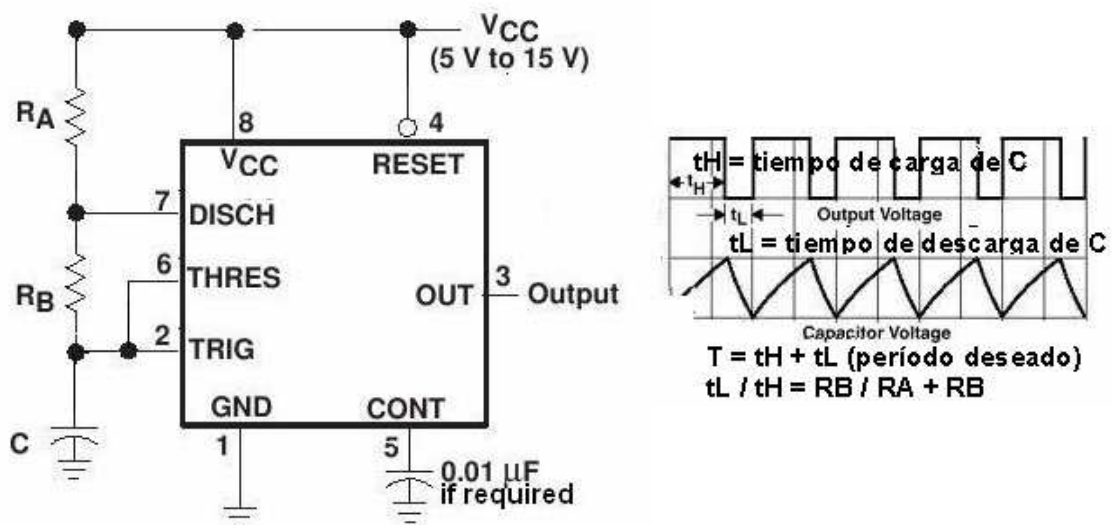 VCC
(5 V to 15 V)
RA
8
4
VCC
RESET
7
DISCH
6
THRES
RB
OUT
3
Output
2
TRIG
GND
CONT
C
1
5
0.01 µF
if required
tH = tiempo de carga de C
tH
tL
Output Voltage
tL = tiempo de descarga de C
Capacitor Voltage
T = tH + tL (período deseado)
tL / tH = RB / RA + RB